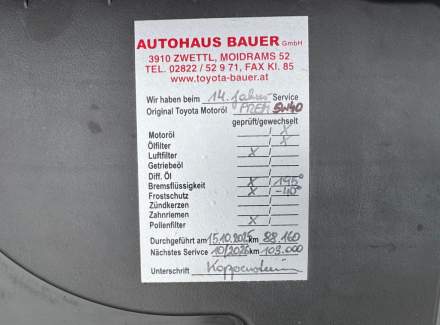 AUTOHAUS BAUER GmbH
3910 ZWETTL, MOIDRAMS 52
TEL. 02822 / 52 9 71, FAX Kl. 85
www.toyota-bauer.at
Wir haben beim 14. Jahres Service
Original Toyota Motoröl 5W40
geprüft/gewechselt
Motoröl / X
Ölfilter / X
Luftfilter X /
Getriebeöl /
Diff. Öl /
Bremsflüssigkeit X / 195°
Frostschutz X / -40°
Zündkerzen /
Zahnriemen /
Pollenfilter X /
Durchgeführt am 15.10.2025 km 88.160
Nächstes Serivce 10/2026 km 103.000
Unterschrift